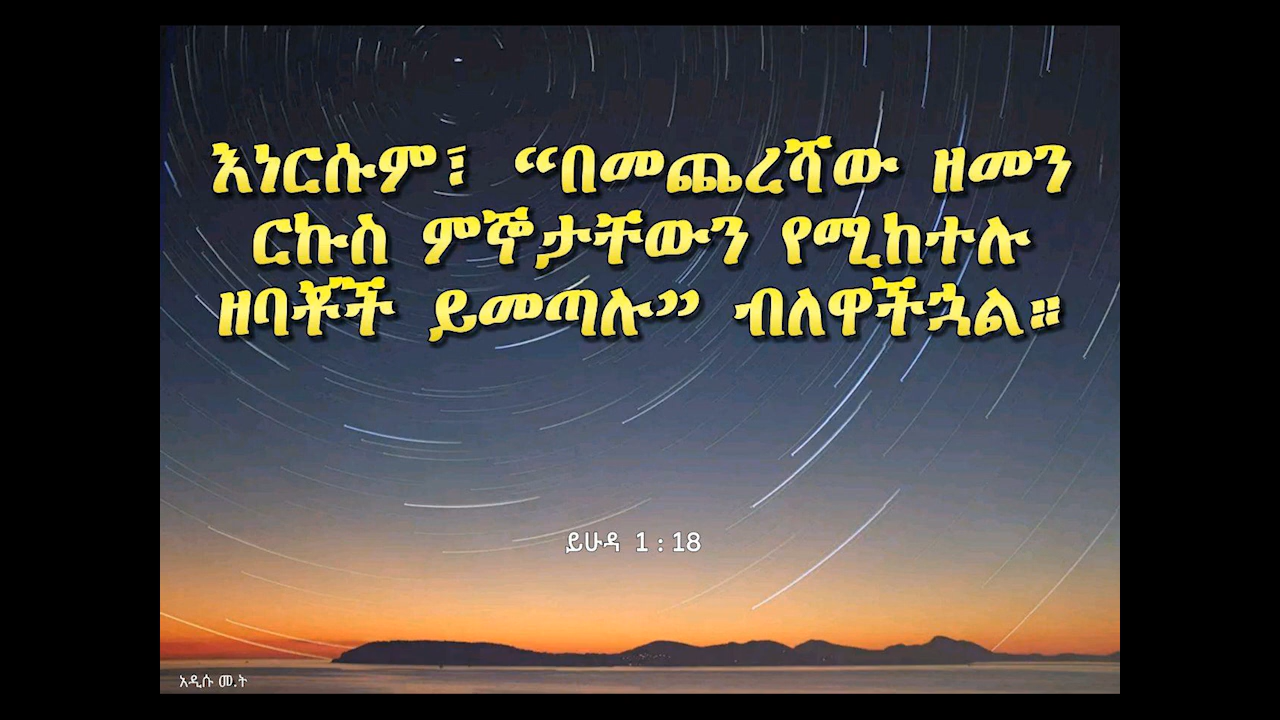 እነርሱም፣ “በመጨረሻው ዘመን
ርኩስ ምኞታቸውን የሚከተሉ
ዘባቾች ይመጣሉ” ብለዋችኋል።
ይሁዳ 1 : 18
አዲሱ መ.ት